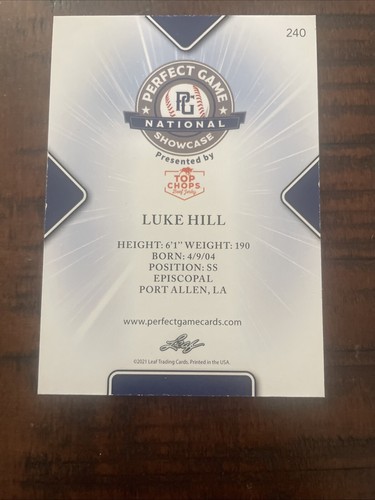 240
PERFECT GAME
PG
NATIONAL
SHOWCASE
Presented by
TOP
CHOPS
Beef Jerky
LUKE HILL
HEIGHT: 6'1" WEIGHT: 190
BORN: 4/9/04
POSITION: SS
EPISCOPAL
PORT ALLEN, LA
www.perfectgamecards.com
Leaf
©2021 Leaf Trading Cards. Printed in the USA.